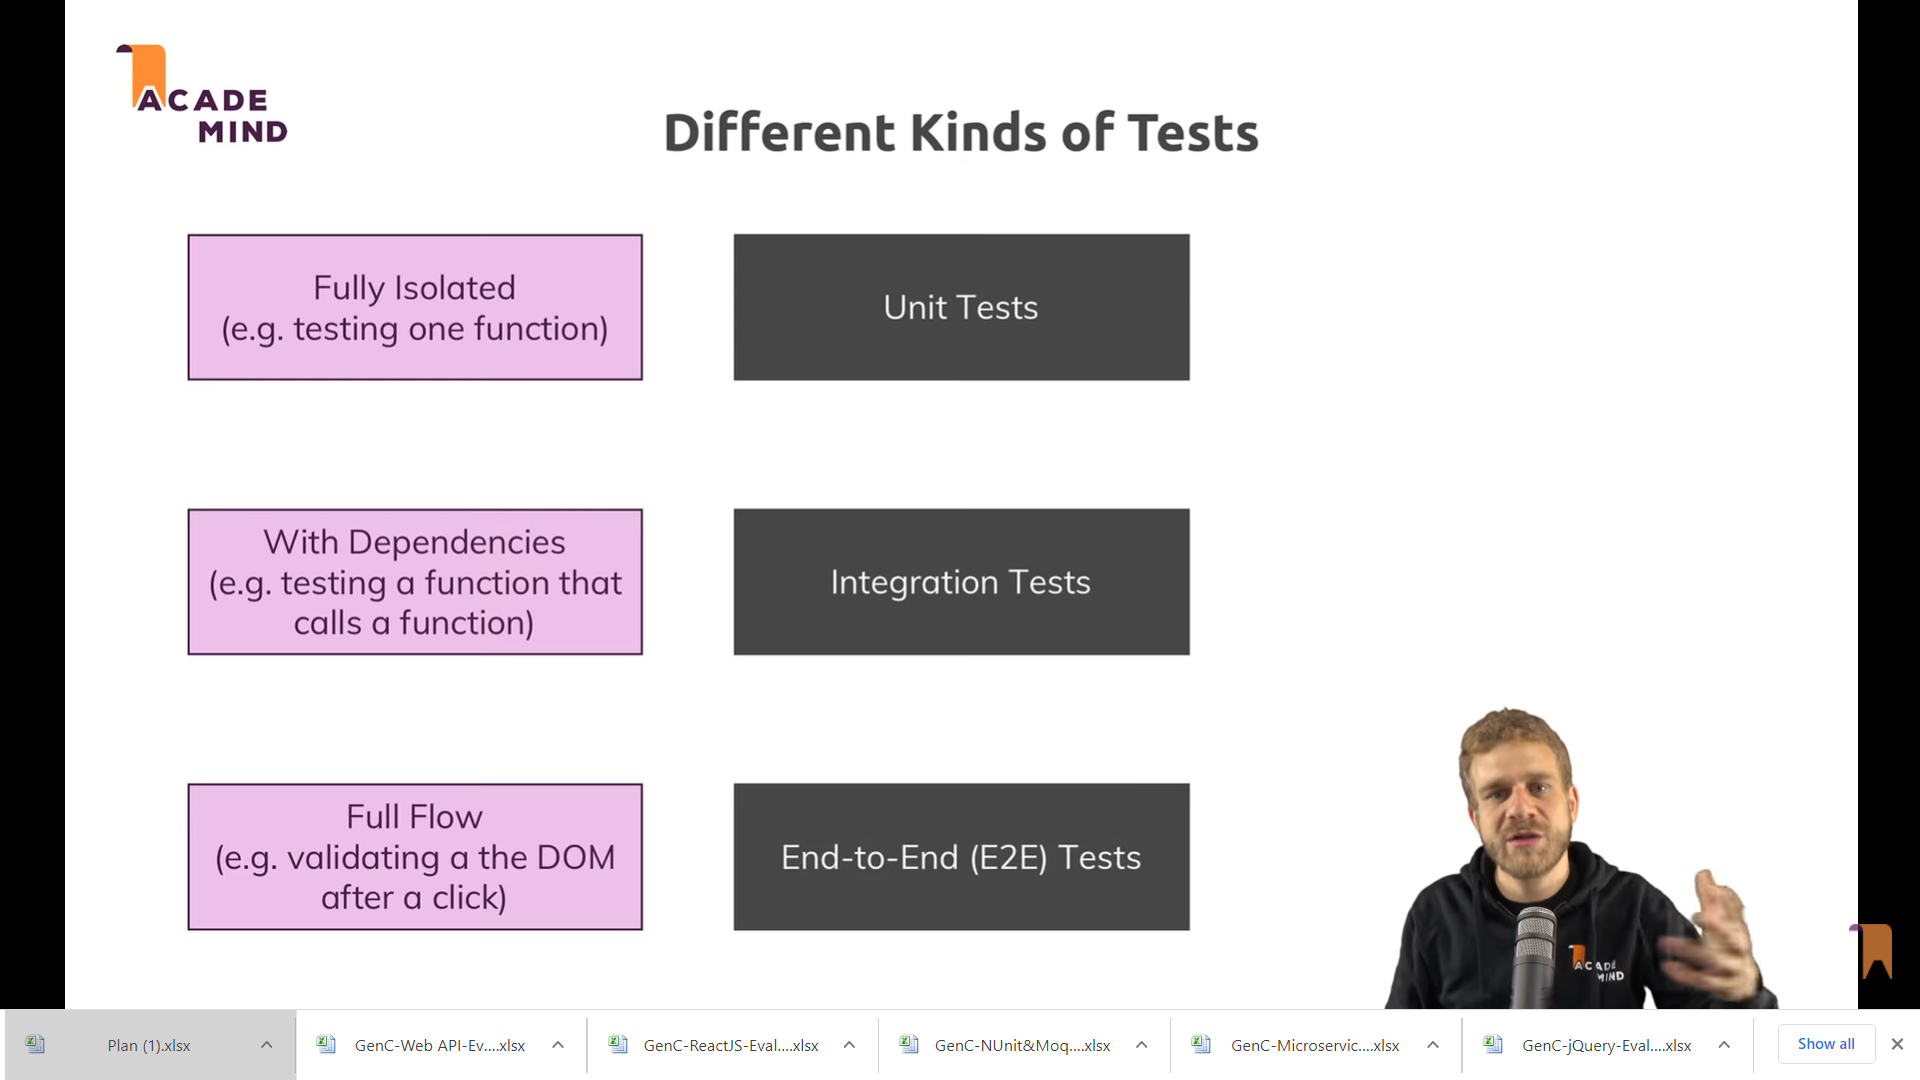 ACADE
MIND
Different Kinds of Tests
Fully Isolated
(e.g. testing one function)
Unit Tests
With Dependencies
(e.g. testing a function that
calls a function)
Integration Tests
Full Flow
(e.g. validating a the DOM
after a click)
End-to-End (E2E) Tests
ACADE
MIND
Plan (1).xlsx
GenC-Web API-Ev....xlsx
GenC-ReactJS-Eval....xlsx
GenC-NUnit&Moq....xlsx
GenC-Microservic....xlsx
GenC-jQuery-Eval....xlsx
Show all